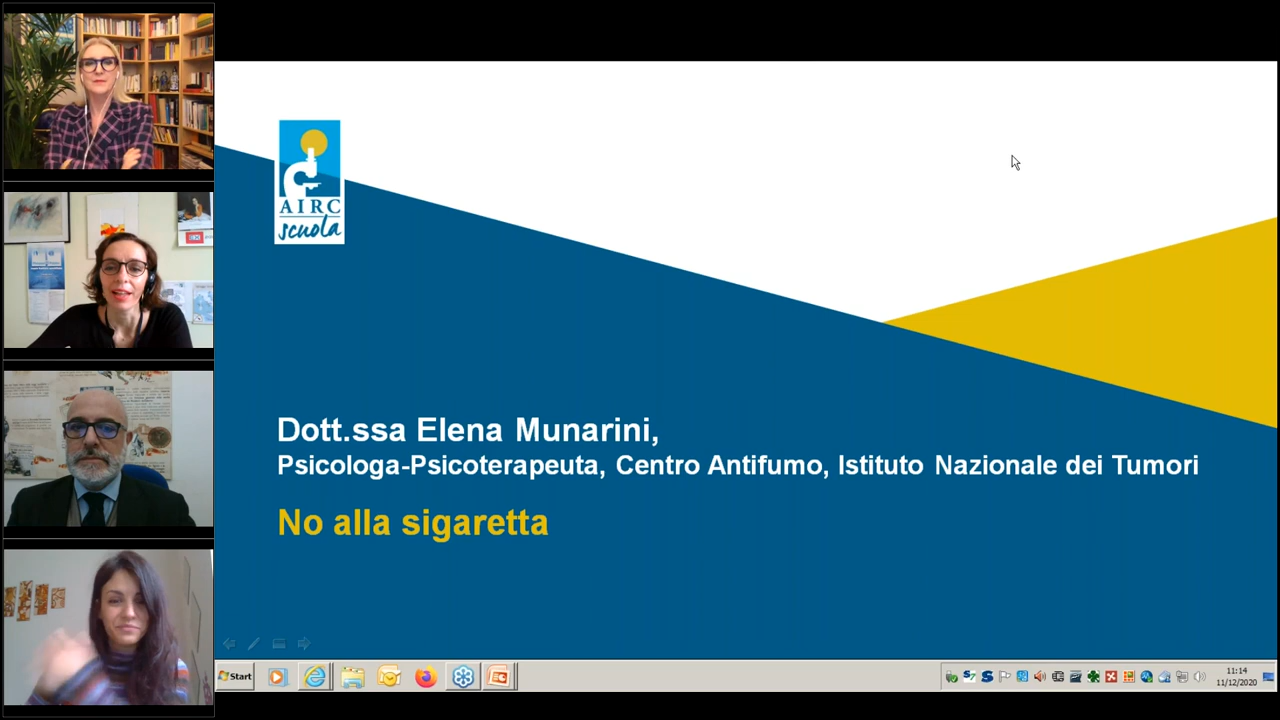 AIRC
scuola
Dott.ssa Elena Munarini,
Psicologa-Psicoterapeuta, Centro Antifumo, Istituto Nazionale dei Tumori
No alla sigaretta
Start
11:14
11/12/2020